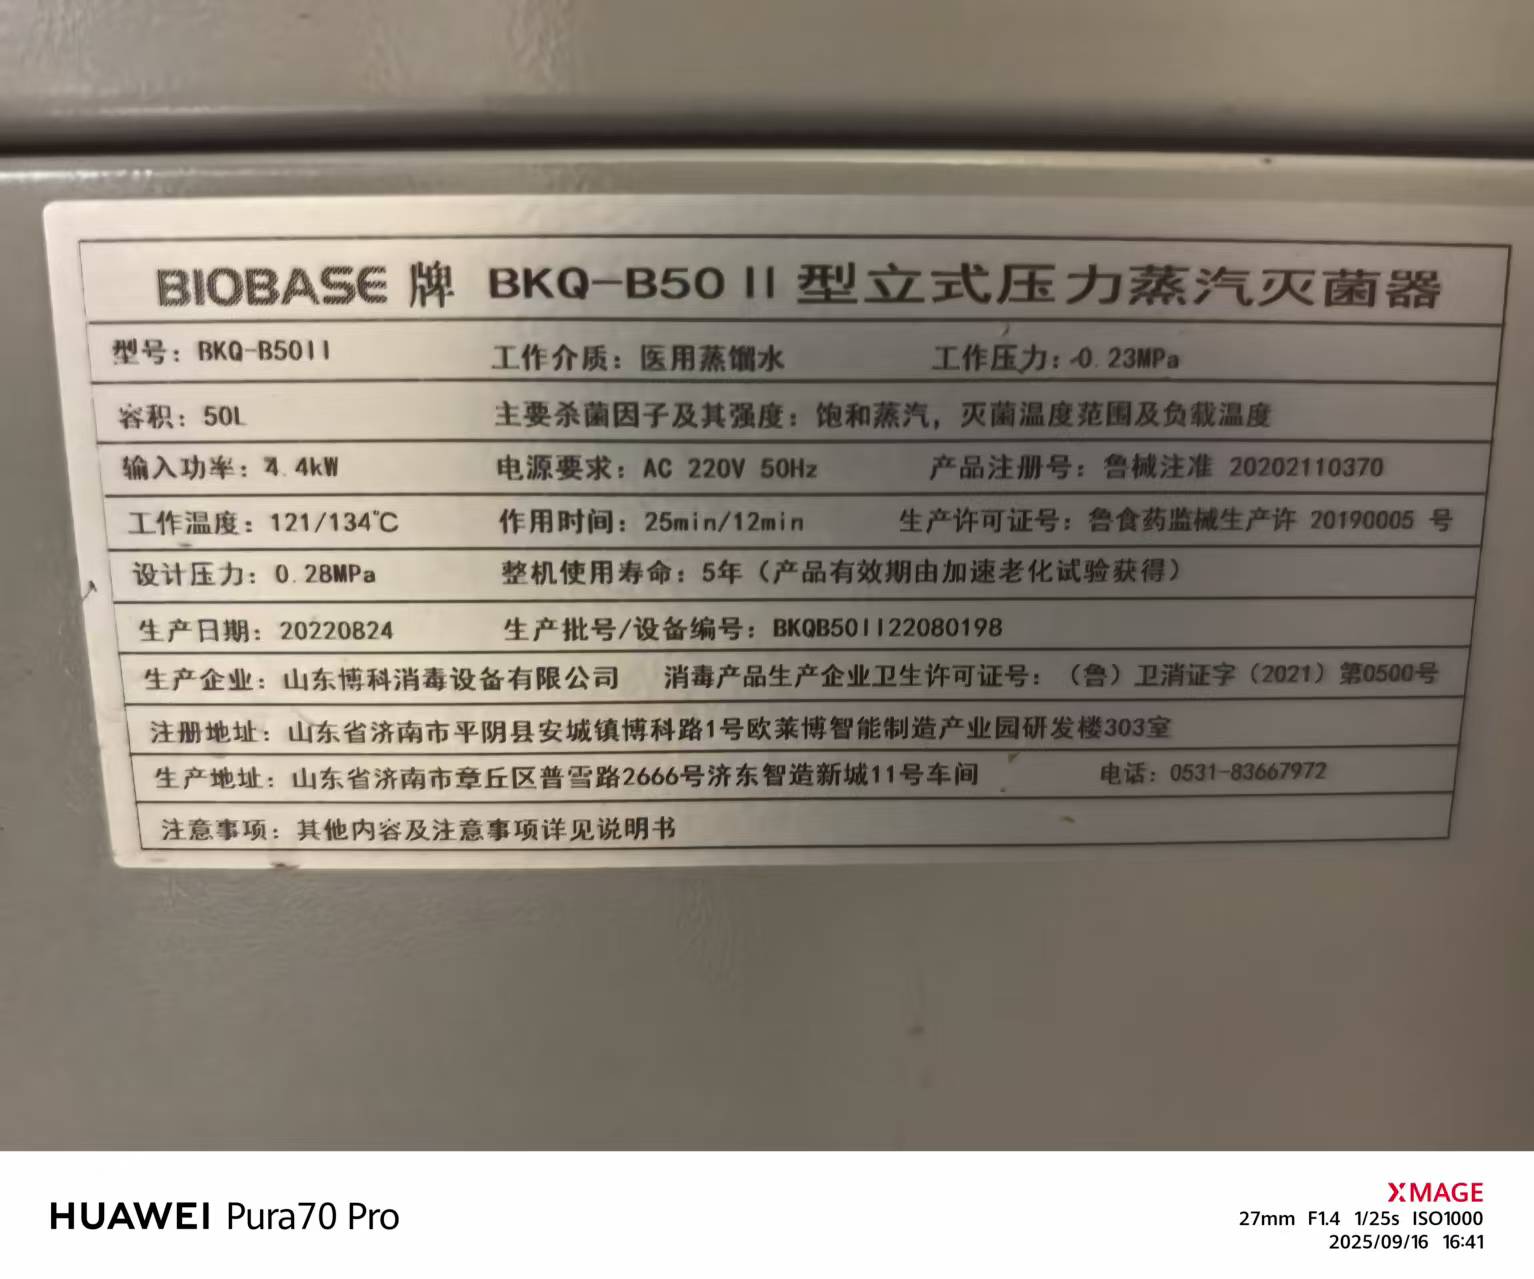 BIOBASE 牌 BKQ-B50II型立式压力蒸汽灭菌器
型号：BKQ-B50II 工作介质：医用蒸馏水 工作压力：0.23MPa
容积：50L 主要杀菌因子及其强度：饱和蒸汽，灭菌温度范围及负载温度
输入功率：4.4kW 电源要求：AC 220V 50Hz 产品注册号：鲁械注准 20202110370
工作温度：121/134℃ 作用时间：25min/12min 生产许可证号：鲁食药监械生产许 20190005 号
设计压力：0.28MPa 整机使用寿命：5年（产品有效期由加速老化试验获得）
生产日期：20220824 生产批号/设备编号：BKQB50II22080198
生产企业：山东博科消毒设备有限公司 消毒产品生产企业卫生许可证号：（鲁）卫消证字（2021）第0500号
注册地址：山东省济南市平阴县安城镇博科路1号欧莱博智能制造产业园研发楼303室
生产地址：山东省济南市章丘区普雪路2666号济东智造新城11号车间 电话：0531-83667972
注意事项：其他内容及注意事项详见说明书
HUAWEI Pura70 Pro
XMAGE
27mm F1.4 1/25s ISO1000
2025/09/16 16:41